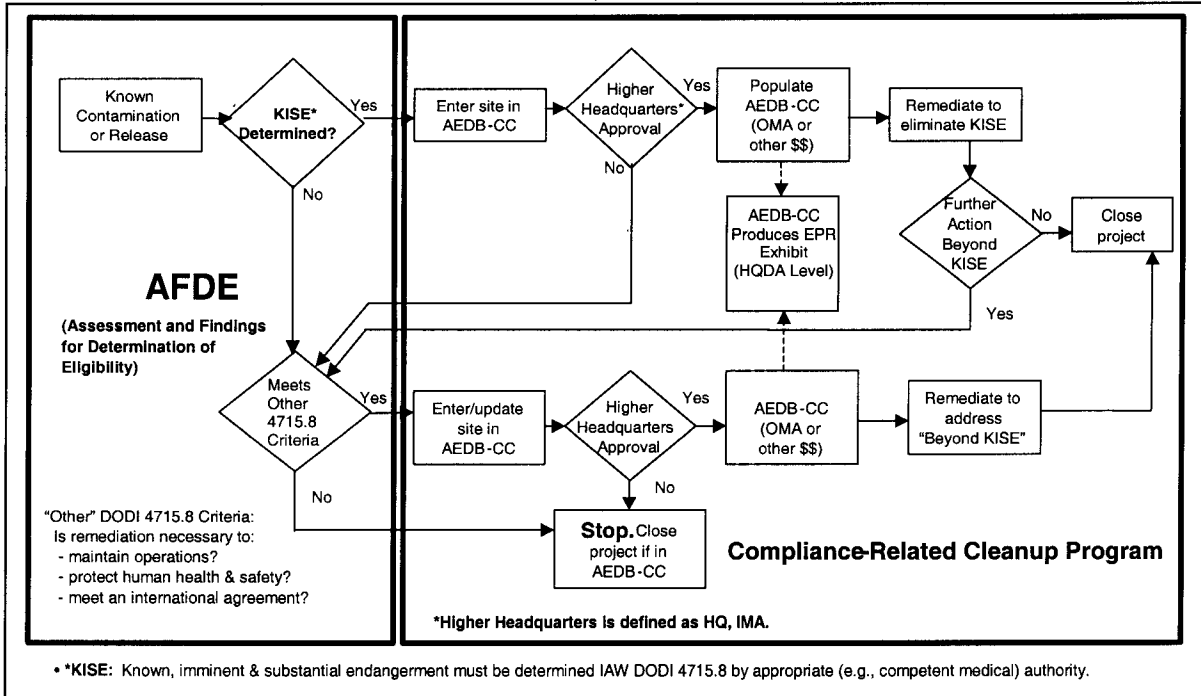 Known
Contamination
or Release
KISE*
Determined?
Yes
No
Enter site in
AEDB-CC
Higher
Headquarters*
Approval
Yes
No
Populate
AEDB-CC
(OMA or
other $$)
Remediate to
eliminate KISE
AEDB-CC
Produces EPR
Exhibit
(HQDA Level)
Further
Action
Beyond
KISE
No
Yes
Close
project
AFDE
(Assessment and Findings
for Determination of
Eligibility)
Meets
Other
4715.8
Criteria
Yes
No
Enter/update
site in
AEDB-CC
Higher
Headquarters
Approval
Yes
No
AEDB-CC
(OMA or
other $$)
Remediate to
address
“Beyond KISE”
Stop. Close
project if in
AEDB-CC
“Other” DODI 4715.8 Criteria:
Is remediation necessary to:
- maintain operations?
- protect human health & safety?
- meet an international agreement?
Compliance-Related Cleanup Program
*Higher Headquarters is defined as HQ, IMA.
• *KISE: Known, imminent & substantial endangerment must be determined IAW DODI 4715.8 by appropriate (e.g., competent medical) authority.